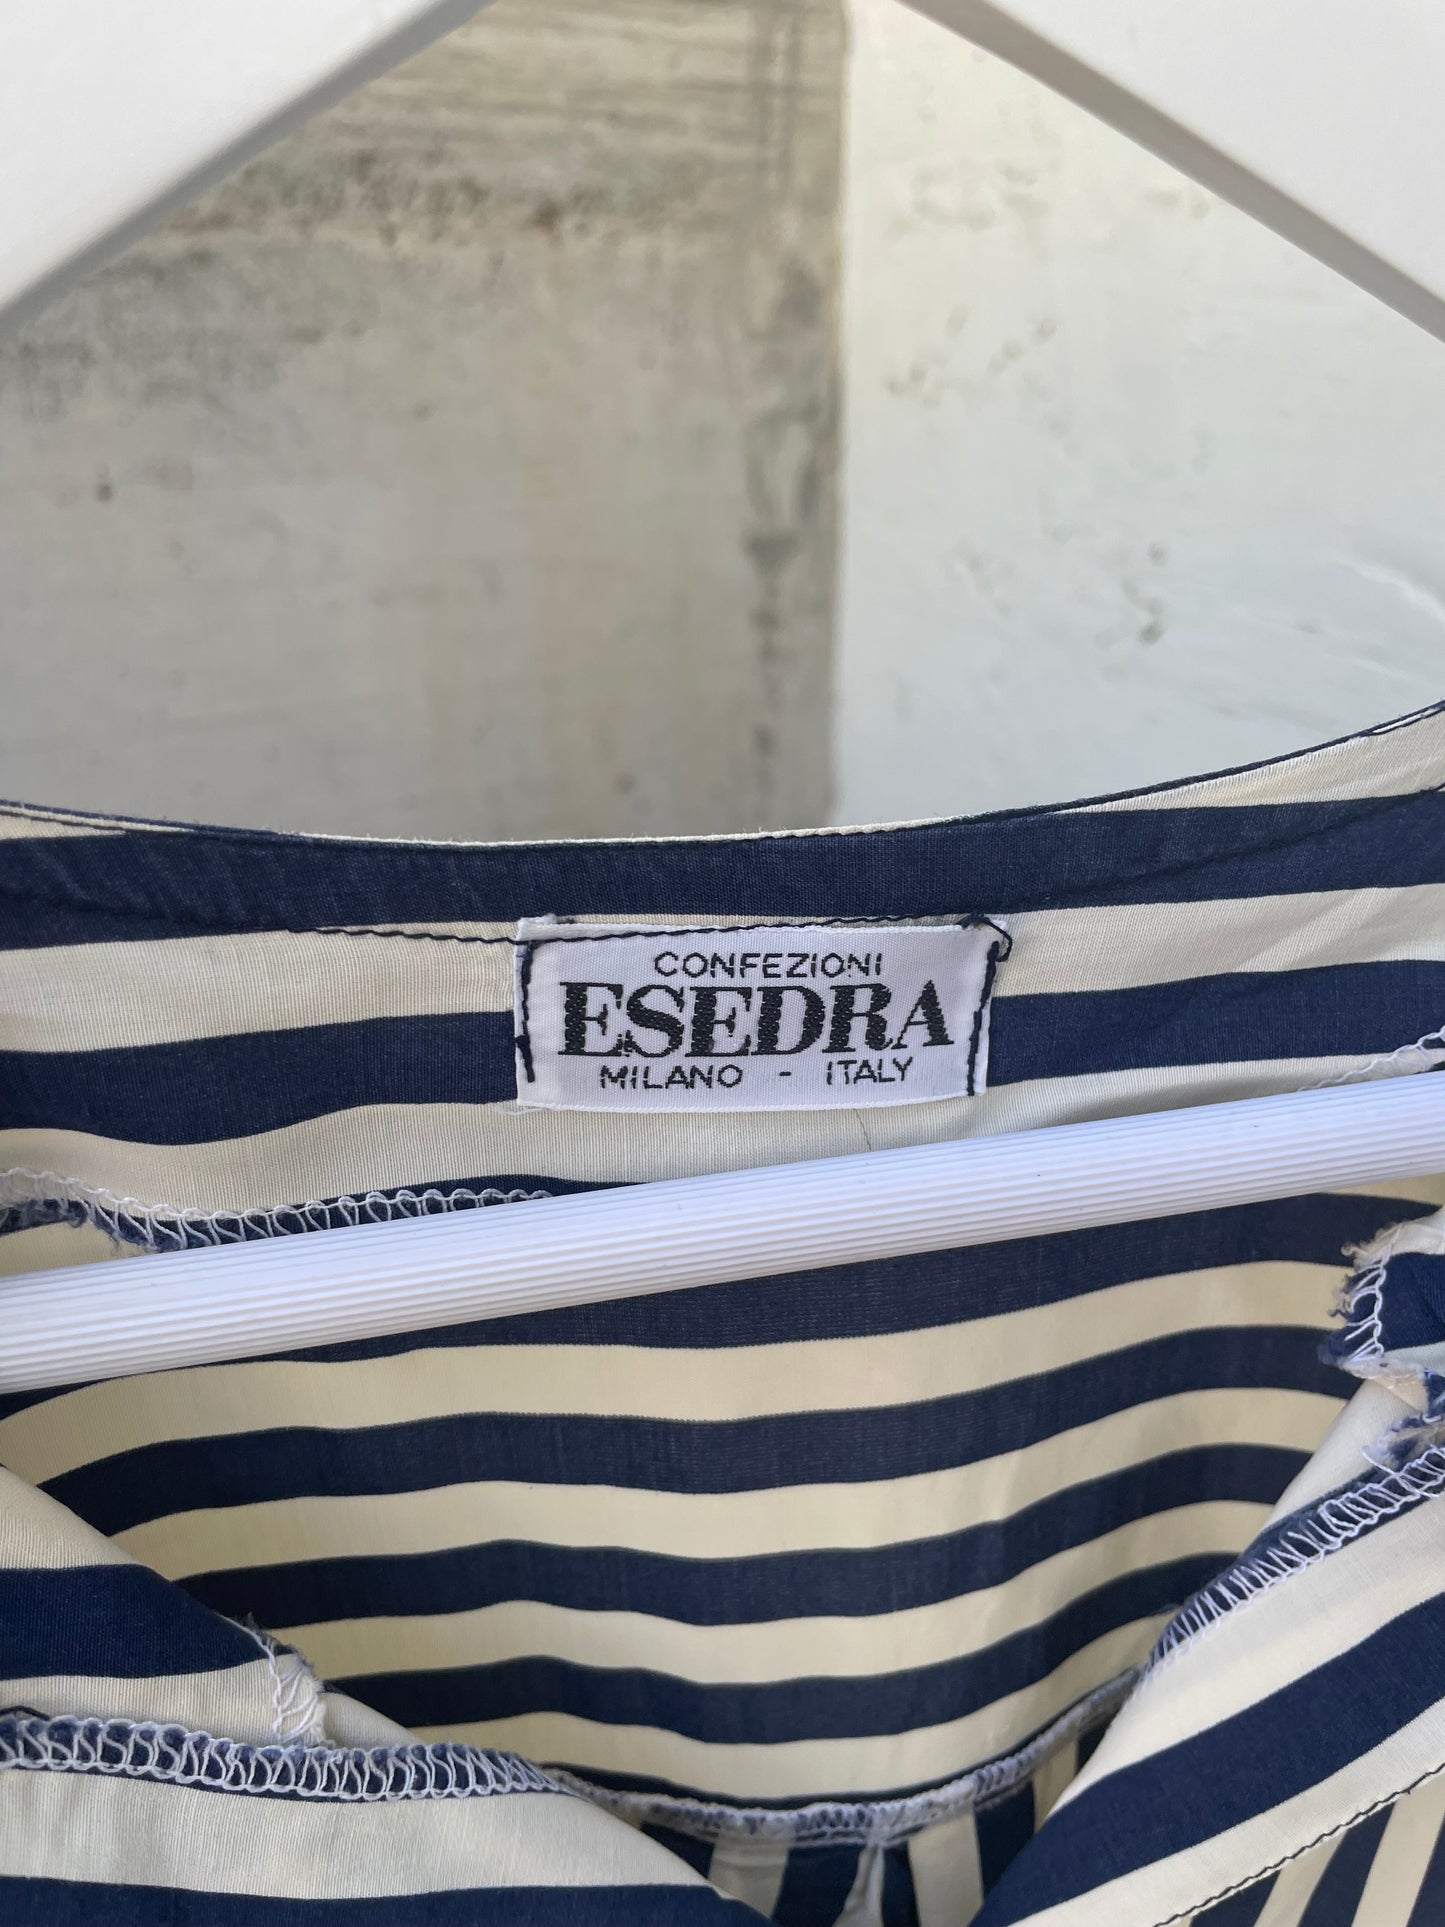 CONFEZIONI
ESEDRA
MILANO - ITALY